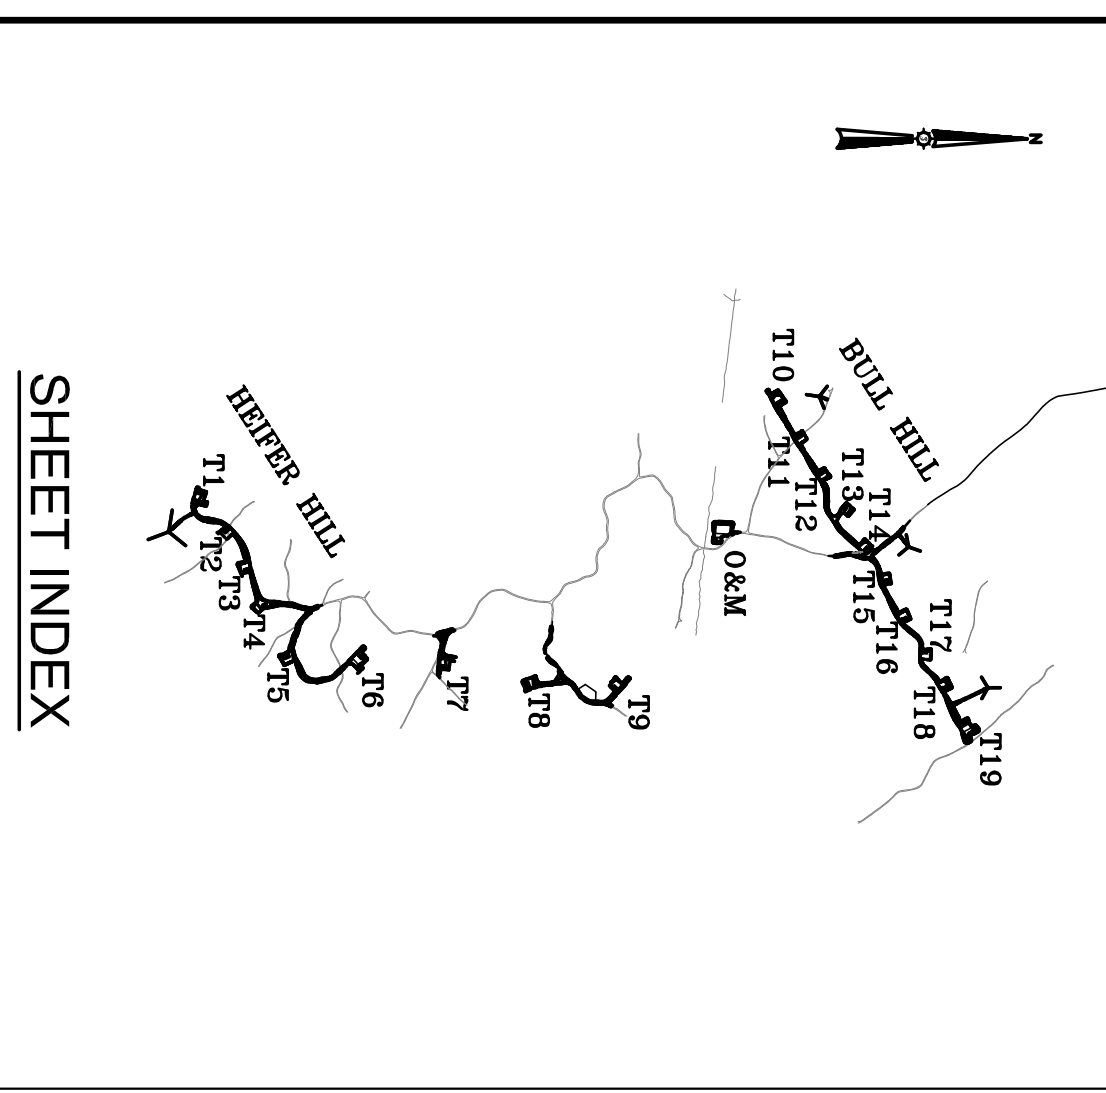 N
BULL HILL
T10
T11
T12
T13
T14
T15
T16
T17
T18
T19
O&M
T9
T8
T7
HEIFER HILL
T1
T2
T3
T4
T5
T6
SHEET INDEX